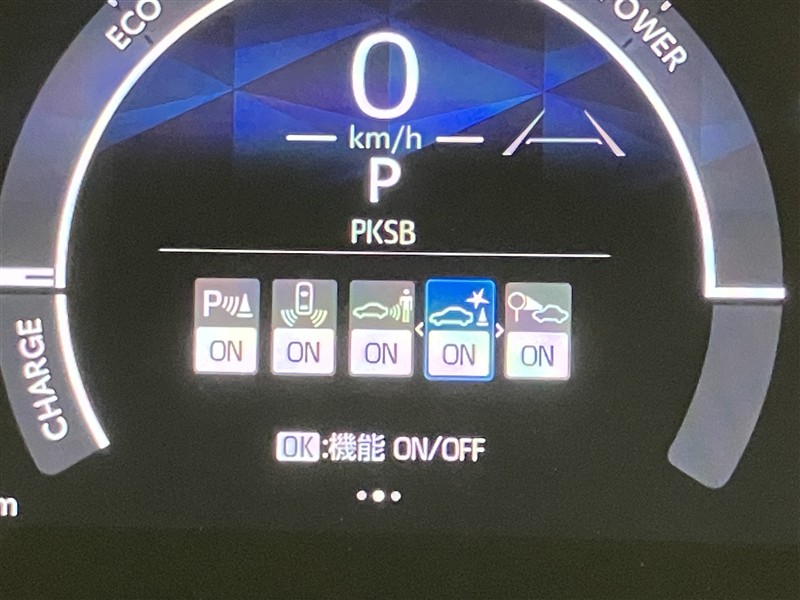 ECO
POWER
0
km/h
P
PKSB
P
ON ON ON ON ON
CHARGE
OK:機能 ON/OFF
m